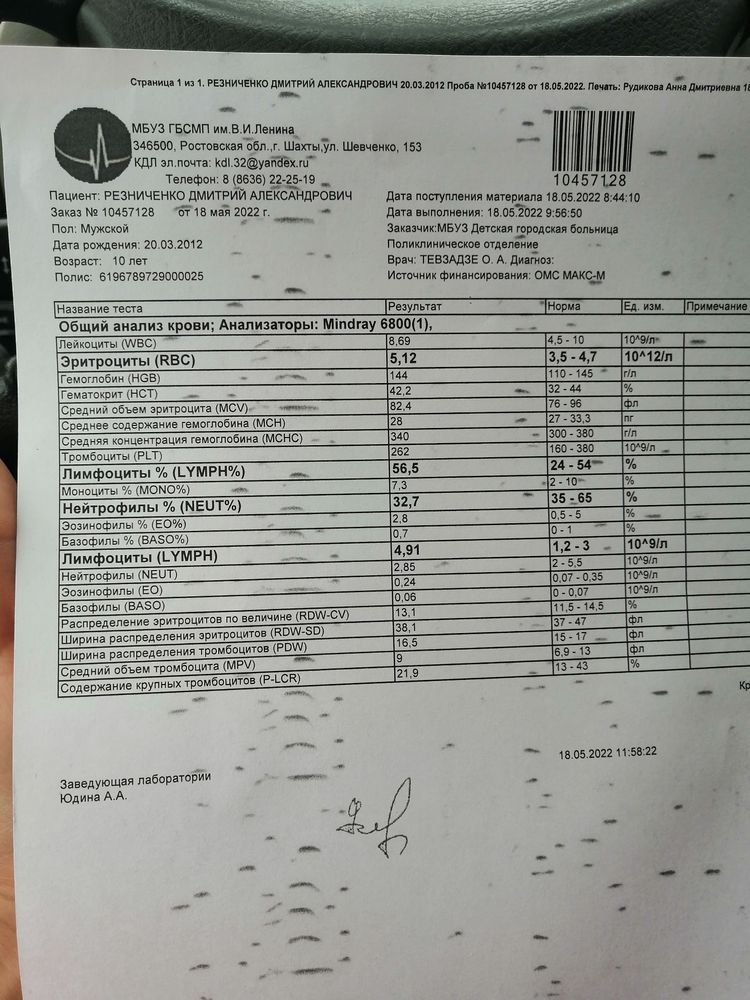 Страница 1 из 1. РЕЗНИЧЕНКО ДМИТРИЙ АЛЕКСАНДРОВИЧ 20.03.2012 Проба №10457128 от 18.05.2022. Печать: Рудикова Анна Дмитриевна 18
МБУЗ ГБСМП им.В.И.Ленина
346500, Ростовская обл.,г. Шахты,ул. Шевченко, 153
КДЛ эл.почта: kdl.32@yandex.ru
Телефон: 8 (8636) 22-25-19
10457128
Пациент: РЕЗНИЧЕНКО ДМИТРИЙ АЛЕКСАНДРОВИЧ Дата поступления материала 18.05.2022 8:44:10
Заказ № 10457128 от 18 мая 2022 г. Дата выполнения: 18.05.2022 9:56:50
Пол: Мужской Заказчик:МБУЗ Детская городская больница
Дата рождения: 20.03.2012 Поликлиническое отделение
Возраст: 10 лет Врач: ТЕВЗАДЗЕ О. А. Диагноз:
Полис: 6196789729000025 Источник финансирования: ОМС МАКС-М
Название теста Результат Норма Ед. изм. Примечание
Общий анализ крови; Анализаторы: Mindray 6800(1),
Лейкоциты (WBC) 8,69 4,5 - 10 10^9/л
Эритроциты (RBC) 5,12 3,5 - 4,7 10^12/л
Гемоглобин (HGB) 144 110 - 145 г/л
Гематокрит (HCT) 42,2 32 - 44 %
Средний объем эритроцита (MCV) 82,4 76 - 96 фл
Среднее содержание гемоглобина (MCH) 28 27 - 33,3 пг
Средняя концентрация гемоглобина (MCHC) 340 300 - 380 г/л
Тромбоциты (PLT) 262 160 - 380 10^9/л
Лимфоциты % (LYMPH%) 56,5 24 - 54 %
Моноциты % (MONO%) 7,3 2 - 10 %
Нейтрофилы % (NEUT%) 32,7 35 - 65 %
Эозинофилы % (EO%) 2,8 0,5 - 5 %
Базофилы % (BASO%) 0,7 0 - 1 %
Лимфоциты (LYMPH) 4,91 1,2 - 3 10^9/л
Нейтрофилы (NEUT) 2,85 2 - 5,5 10^9/л
Эозинофилы (EO) 0,24 0,07 - 0,35 10^9/л
Базофилы (BASO) 0,06 0 - 0,07 10^9/л
Распределение эритроцитов по величине (RDW-CV) 13,1 11,5 - 14,5 %
Ширина распределения эритроцитов (RDW-SD) 38,1 37 - 47 фл
Ширина распределения тромбоцитов (PDW) 16,5 15 - 17 фл
Средний объем тромбоцита (MPV) 9 6,9 - 13 фл
Содержание крупных тромбоцитов (P-LCR) 21,9 13 - 43 %
Кр
18.05.2022 11:58:22
Заведующая лаборатории
Юдина А.А.